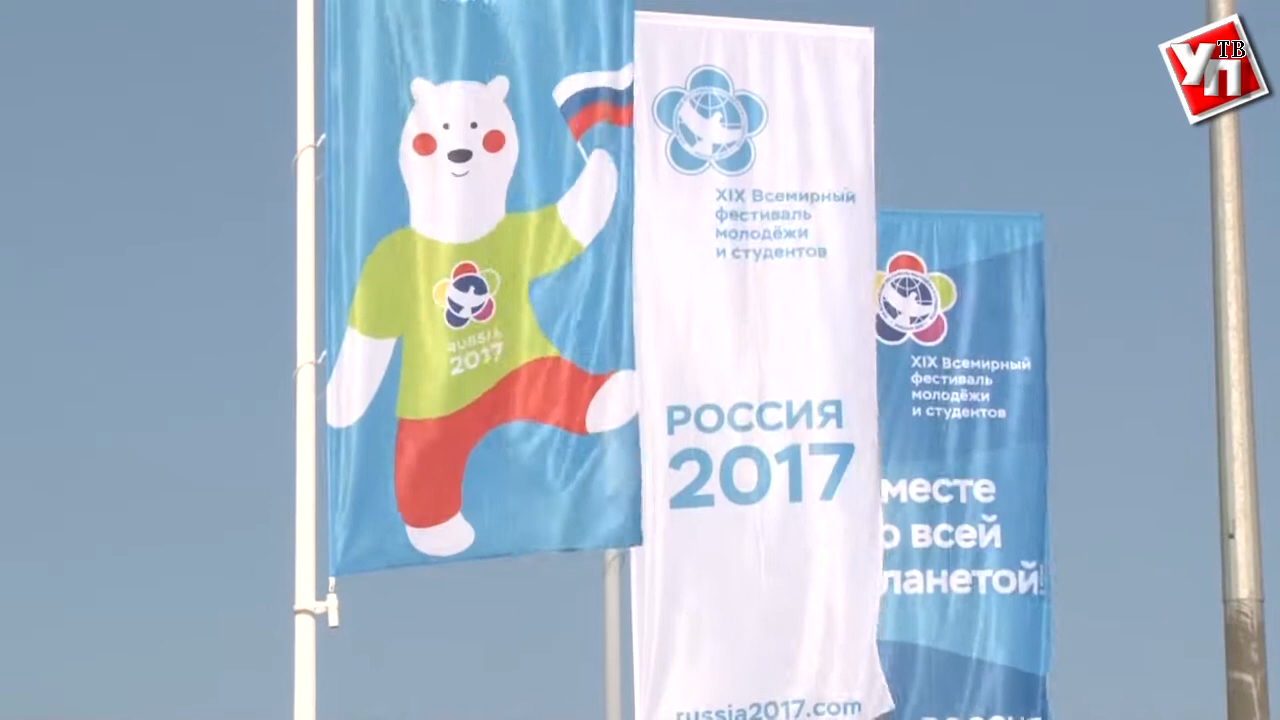 RUSSIA
2017
XIX Всемирный
фестиваль
молодёжи
и студентов
РОССИЯ
2017
russia2017.com
XIX Всемирный
фестиваль
молодёжи
и студентов
месте
о всей
ланетой!
РОССИЯ
УП ТВ